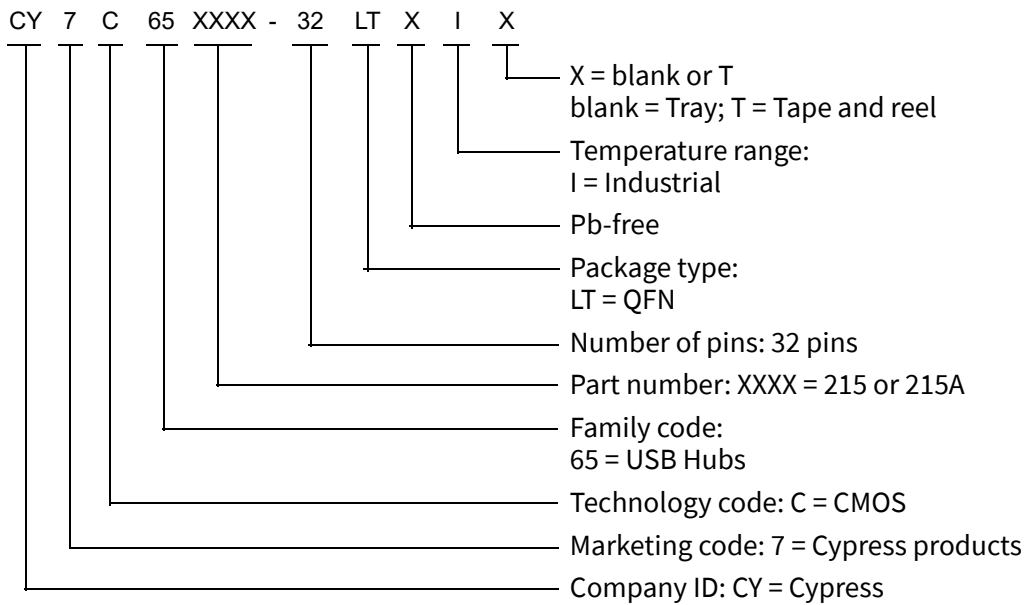 CY 7 C 65 XXXX - 32 LT X I X
X = blank or T
blank = Tray; T = Tape and reel
Temperature range:
I = Industrial
Pb-free
Package type:
LT = QFN
Number of pins: 32 pins
Part number: XXXX = 215 or 215A
Family code:
65 = USB Hubs
Technology code: C = CMOS
Marketing code: 7 = Cypress products
Company ID: CY = Cypress